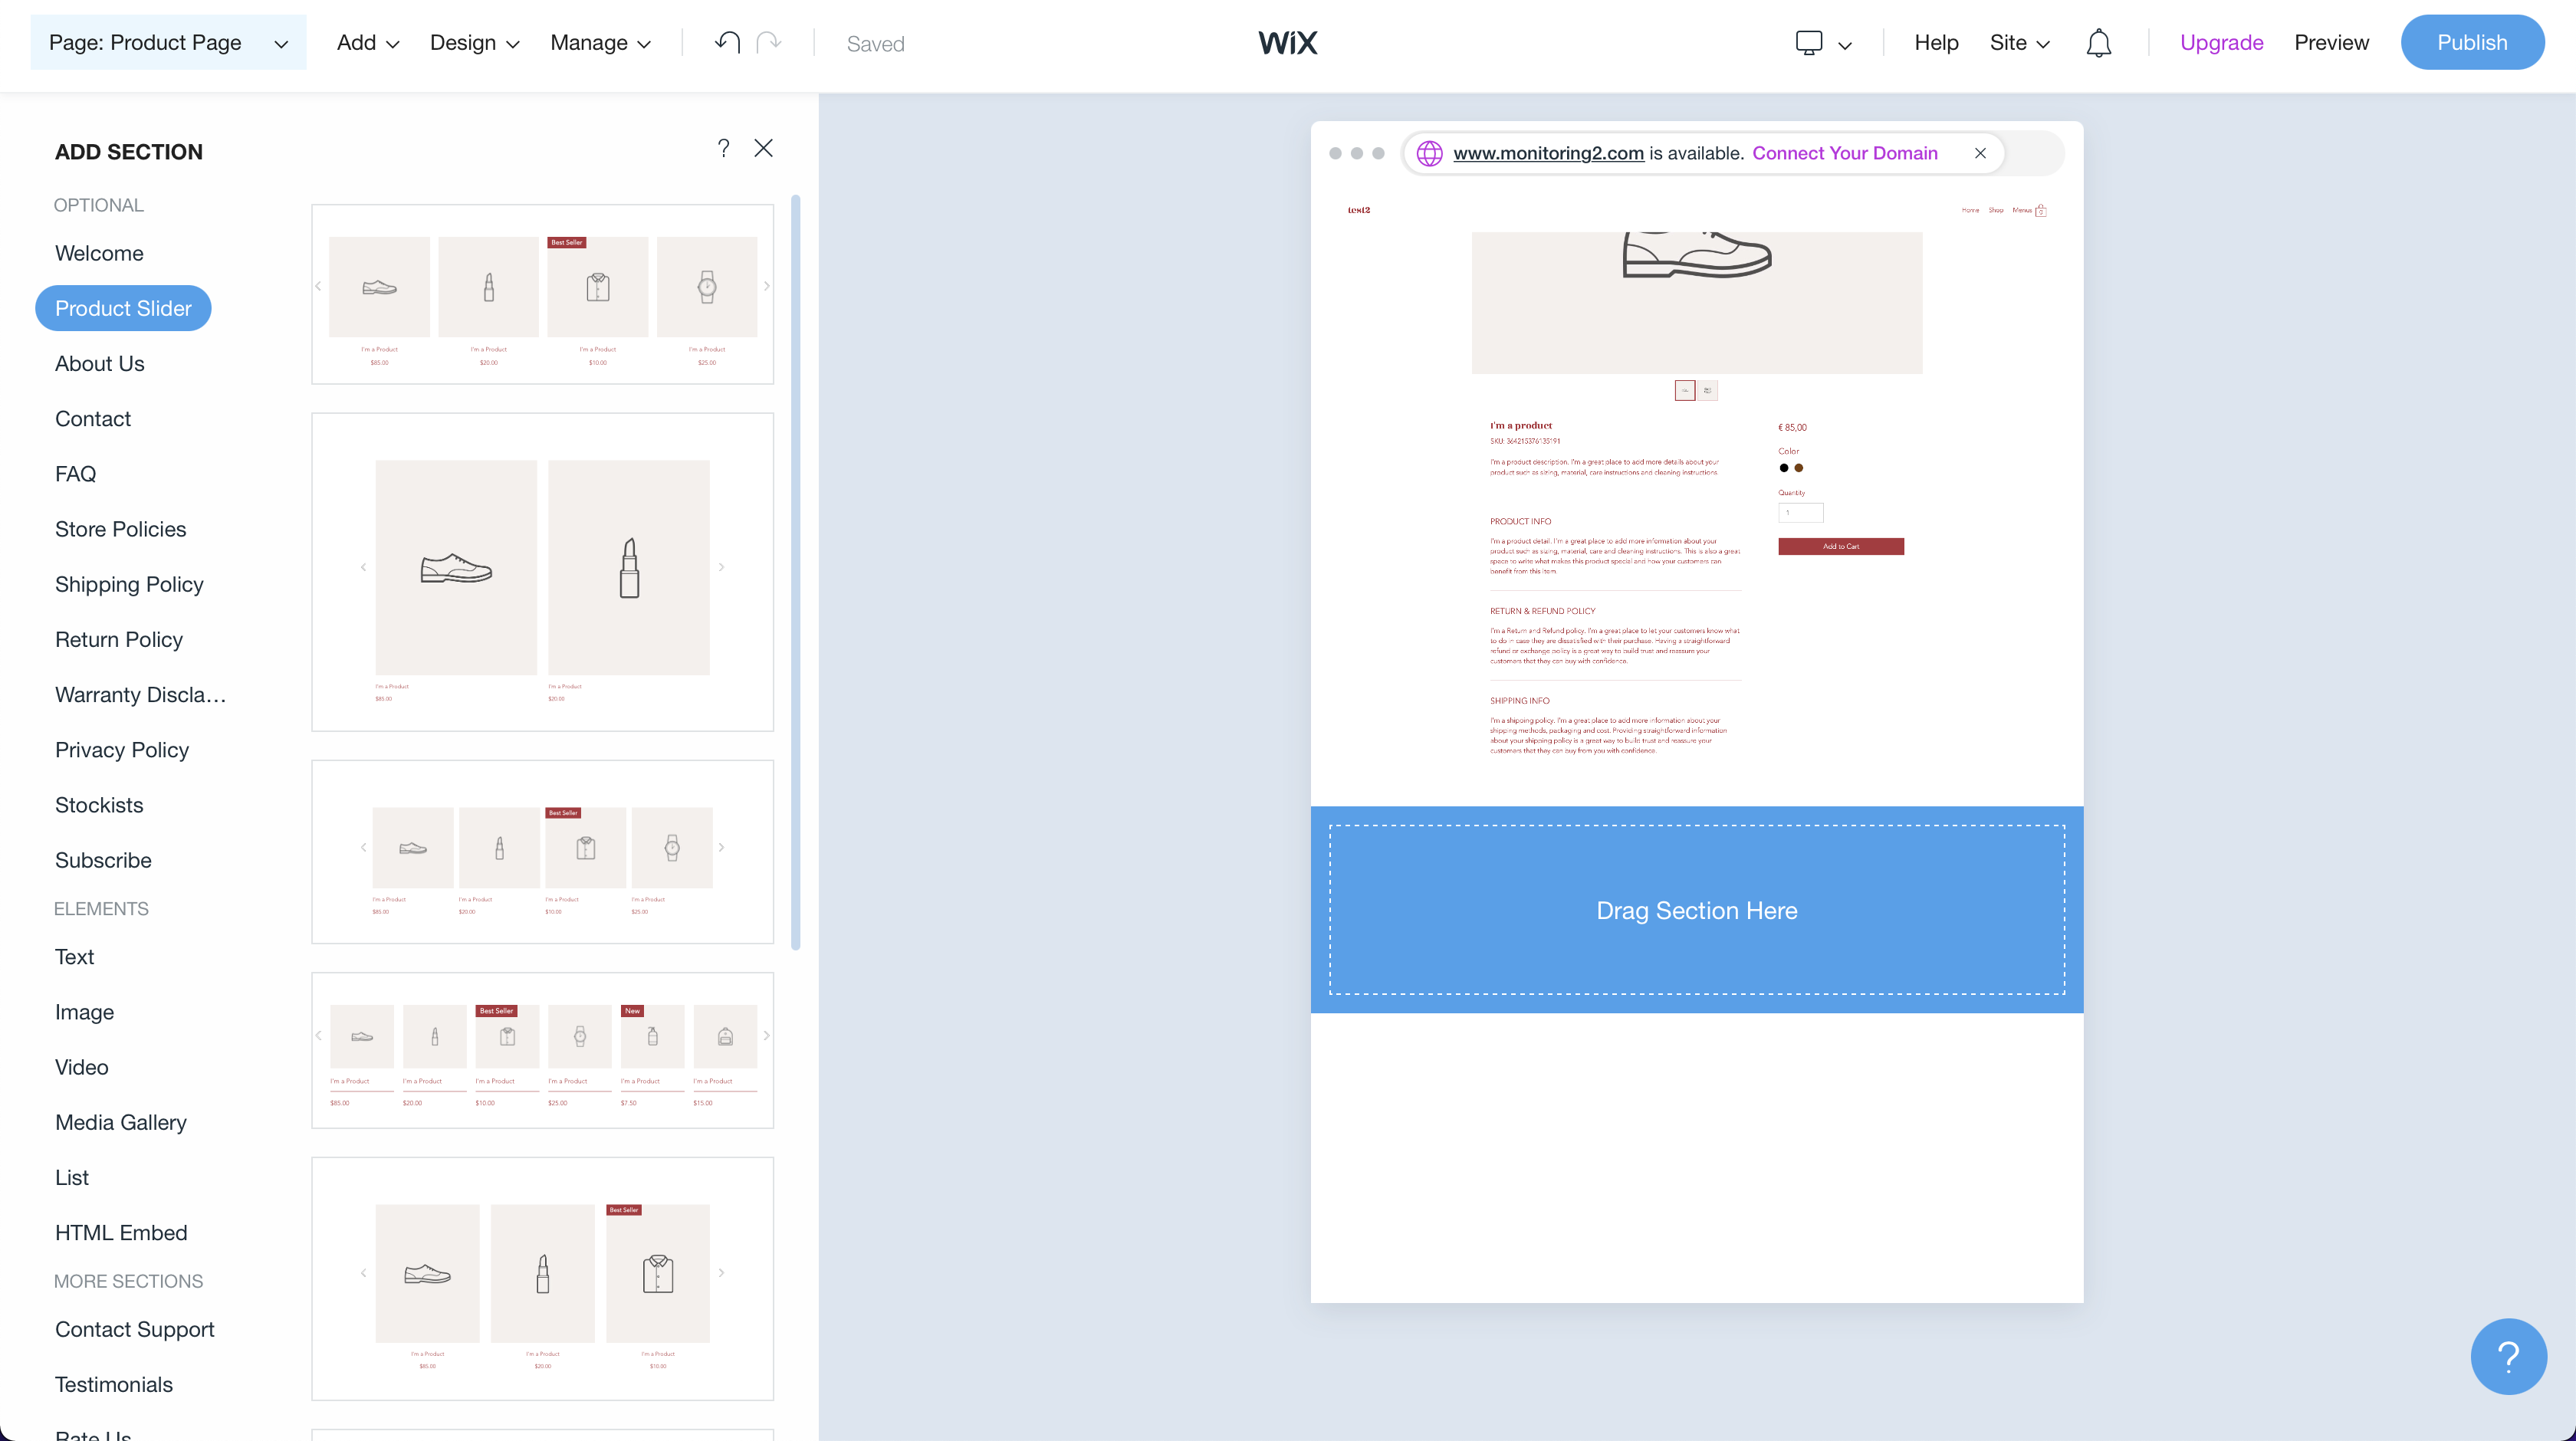 Page: Product Page
Add
Design
Manage
Saved
WiX
Help
Site
Upgrade
Preview
Publish
ADD SECTION
?
OPTIONAL
Welcome
Product Slider
About Us
Contact
FAQ
Store Policies
Shipping Policy
Return Policy
Warranty Discla...
Privacy Policy
Stockists
Subscribe
ELEMENTS
Text
Image
Video
Media Gallery
List
HTML Embed
MORE SECTIONS
Contact Support
Testimonials
Rate Us
Best Seller
I'm a Product I'm a Product I'm a Product I'm a Product
$85.00 $20.00 $10.00 $25.00
I'm a Product I'm a Product
$85.00 $20.00
Best Seller
I'm a Product I'm a Product I'm a Product I'm a Product
$85.00 $20.00 $10.00 $25.00
Best Seller New
I'm a Product I'm a Product I'm a Product I'm a Product I'm a Product I'm a Product
$85.00 $20.00 $10.00 $25.00 $7.50 $15.00
Best Seller
I'm a Product I'm a Product I'm a Product
$85.00 $20.00 $10.00
www.monitoring2.com is available. Connect Your Domain
test2
Home Shop Menus 0
I'm a product
SKU: 364215376135191
I'm a product description. I'm a great place to add more details about your
product such as sizing, material, care instructions and cleaning instructions.
PRODUCT INFO
I'm a product detail. I'm a great place to add more information about your
product such as sizing, material, care and cleaning instructions. This is also a great
space to write what makes this product special and how your customers can
benefit from this item.
RETURN & REFUND POLICY
I'm a Return and Refund policy. I'm a great place to let your customers know what
to do in case they are dissatisfied with their purchase. Having a straightforward
refund or exchange policy is a great way to build trust and reassure your
customers that they can buy with confidence.
SHIPPING INFO
I'm a shipping policy. I'm a great place to add more information about your
shipping methods, packaging and cost. Providing straightforward information
about your shipping policy is a great way to build trust and reassure your
customers that they can buy from you with confidence.
€ 85,00
Color
Quantity
1
Add to Cart
Drag Section Here
?